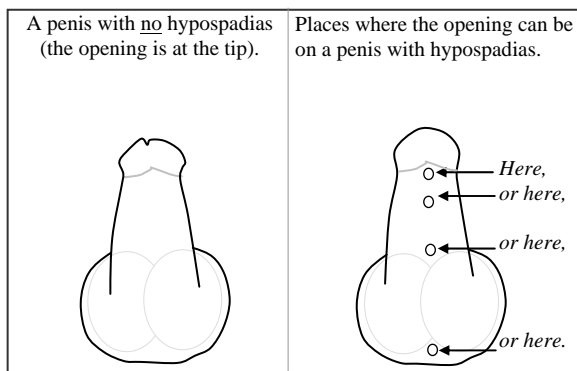 A penis with no hypospadias
(the opening is at the tip).
Places where the opening can be
on a penis with hypospadias.
Here,
or here,
or here,
or here.